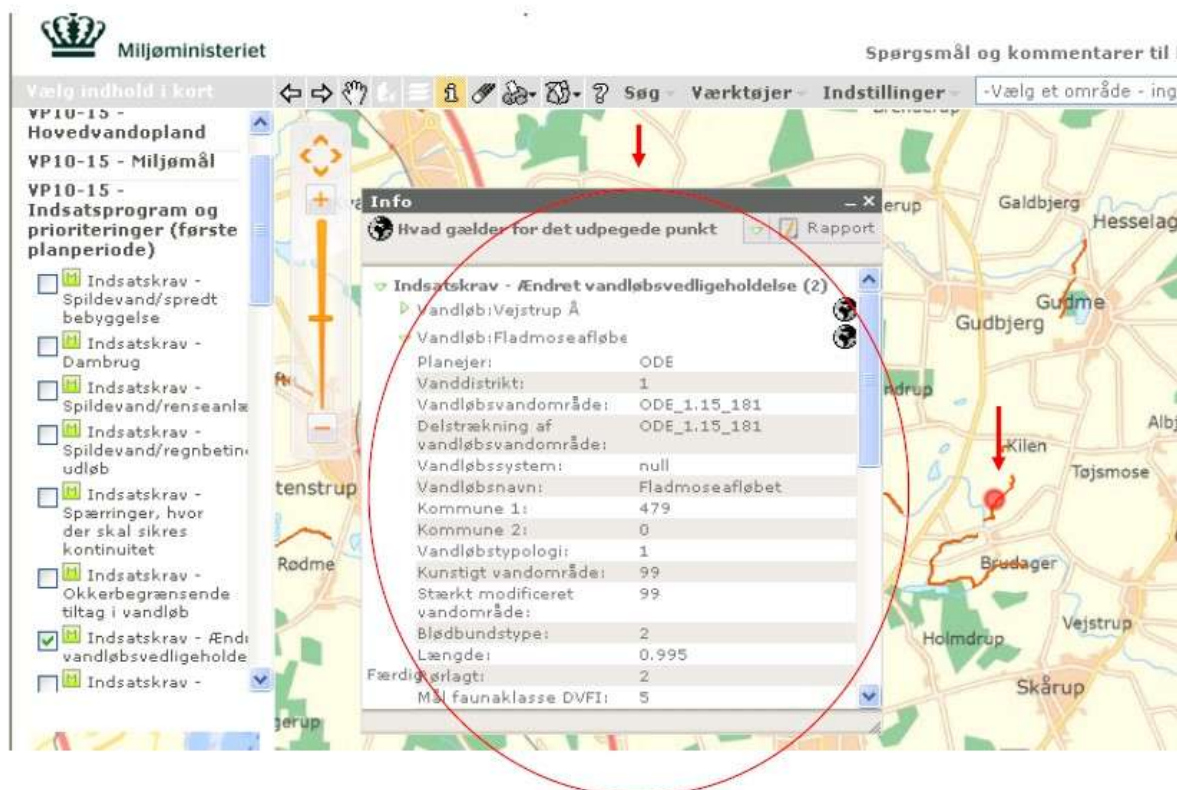 Miljøministeriet
Spørgsmål og kommentarer til
Vælg indhold i kort
Søg
Værktøjer
Indstillinger
-Vælg et område - ing
VP10-15 -
Hovedvandopland
VP10-15 - Miljømål
VP10-15 -
Indsatsprogram og
prioriteringer (første
planperiode)
Indsatskrav -
Spildevand/spredt
bebyggelse
Indsatskrav -
Dambrug
Indsatskrav -
Spildevand/renseanlæ
Indsatskrav -
Spildevand/regnbetin
udløb
Indsatskrav -
Spærringer, hvor
der skal sikres
kontinuitet
Indsatskrav -
Okkerbegrænsende
tiltag i vandløb
Indsatskrav - Ændr
vandløbsvedligeholde
Indsatskrav -
Info
Hvad gælder for det udpegede punkt
Rapport
Indsatskrav - Ændret vandløbsvedligeholdelse (2)
Vandløb:Vejstrup Å
Vandløb:Fladmoseafløbe
Planejer: ODE
Vanddistrikt: 1
Vandløbsvandområde: ODE_1.15_181
Delstrækning af
vandløbsvandområde: ODE_1.15_181
Vandløbssystem: null
Vandløbsnavn: Fladmoseafløbet
Kommune 1: 479
Kommune 2: 0
Vandløbstypologi: 1
Kunstigt vandområde: 99
Stærkt modificeret
vandområde: 99
Blødbundstype: 2
Længde: 0.995
Færdig ørlagt: 2
Mål faunaklasse DVFI: 5
erup
Galdbjerg
Hesselag
Gudme
Gudbjerg
ndrup
Albj
Kilen
Tøjsmose
tenstrup
Rødme
Brudager
Vejstrup
Holmdrup
Skårup
gerup